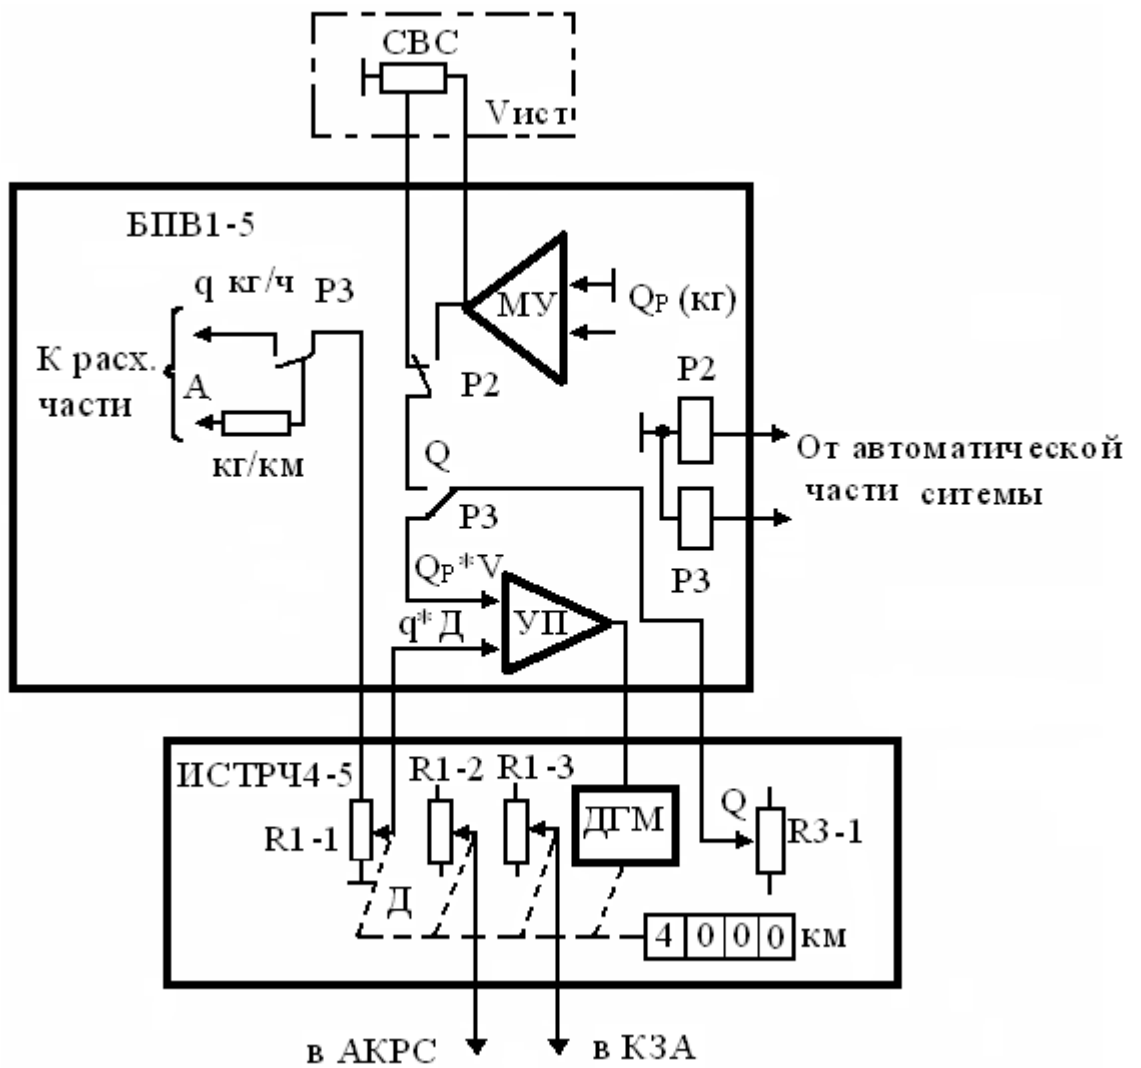 СВС
Vист
БПВ1-5
q кг/ч
Р3
МУ
QР (кг)
К расх.
части
А
кг/км
Р2
Р2
От автоматической
части ситемы
Q
Р3
Р3
QР*V
q*Д
УП
ИСТРЧ4-5
R1-2
R1-3
R1-1
ДГМ
Q
R3-1
Д
4 0 0 0 км
в АКРС
в КЗА